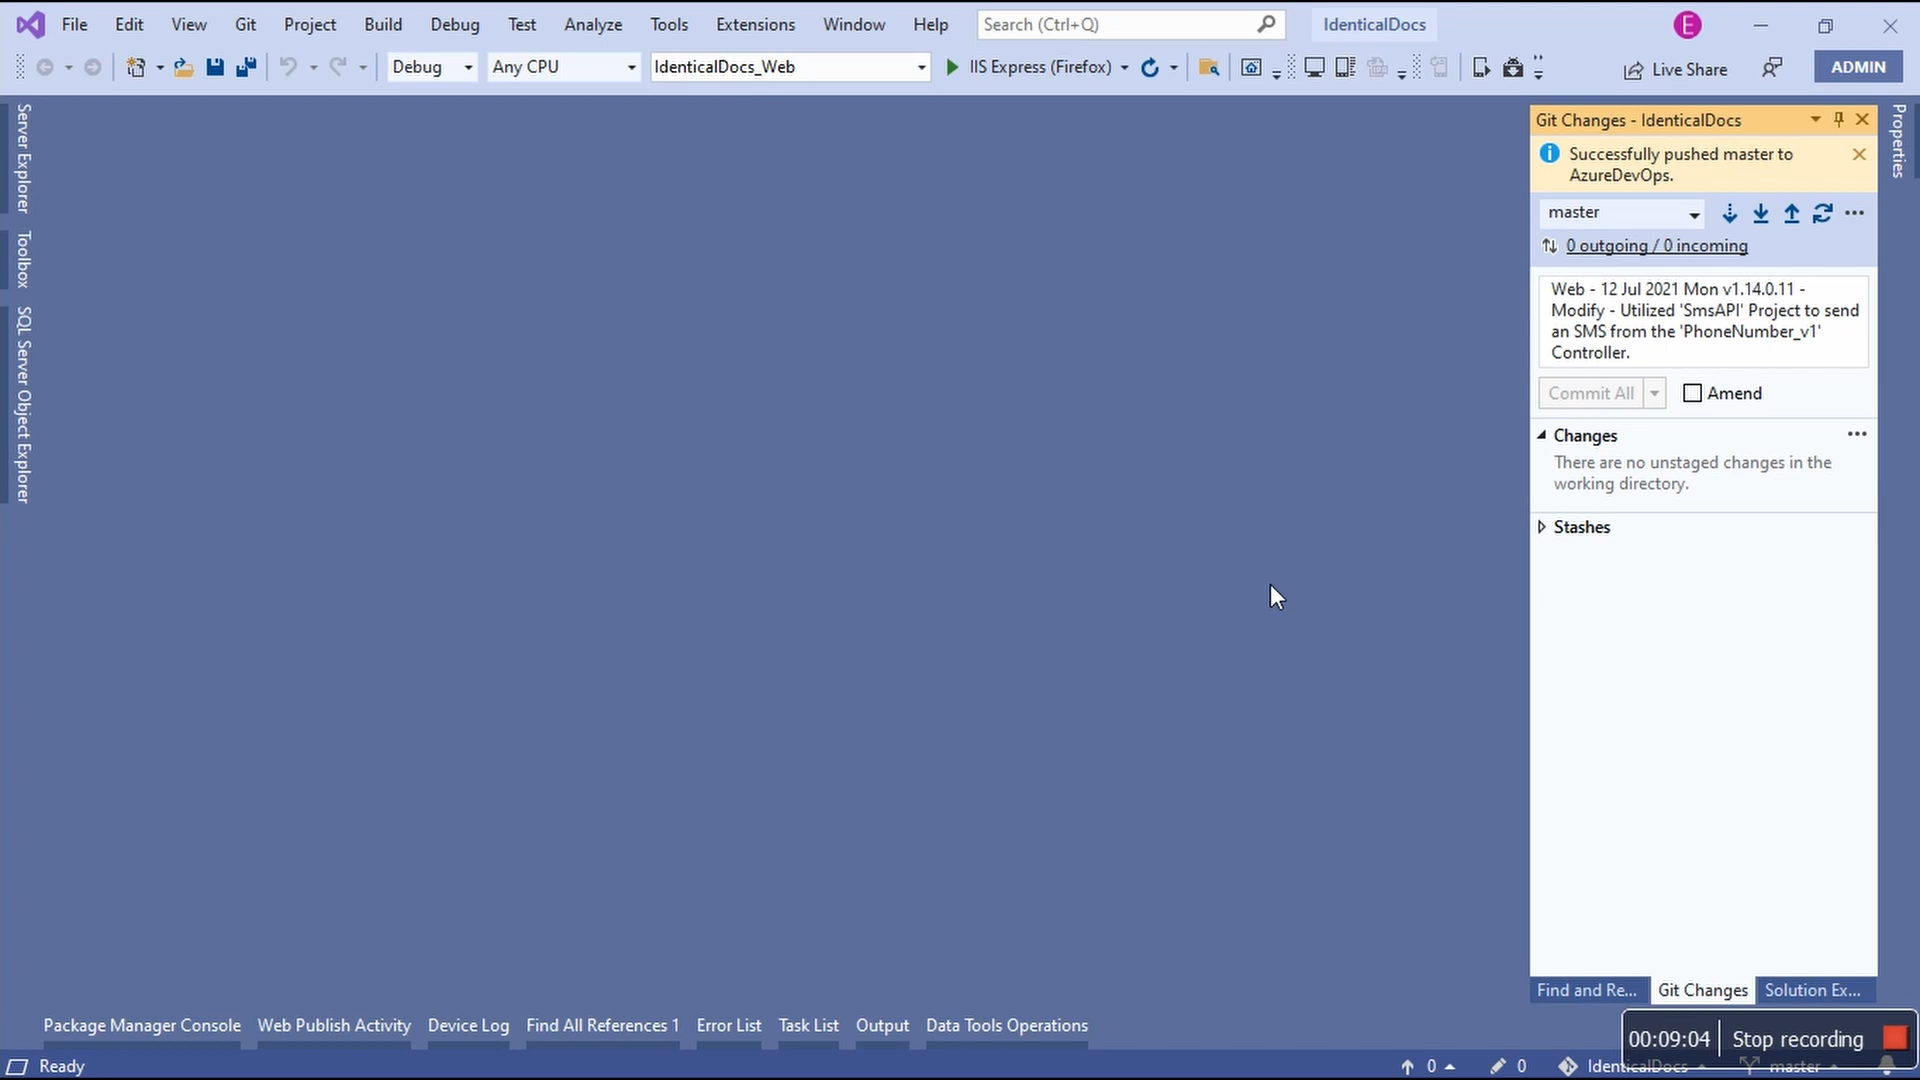 File Edit View Git Project Build Debug Test Analyze Tools Extensions Window Help Search (Ctrl+Q) IdenticalDocs E
Debug Any CPU IdenticalDocs_Web IIS Express (Firefox) Live Share ADMIN
Server Explorer
Toolbox
SQL Server Object Explorer
Git Changes - IdenticalDocs
Successfully pushed master to
AzureDevOps.
master
0 outgoing / 0 incoming
Web - 12 Jul 2021 Mon v1.14.0.11 -
Modify - Utilized 'SmsAPI' Project to send
an SMS from the 'PhoneNumber_v1'
Controller.
Commit All Amend
Changes
There are no unstaged changes in the
working directory.
Stashes
Properties
Find and Re... Git Changes Solution Ex...
Package Manager Console Web Publish Activity Device Log Find All References 1 Error List Task List Output Data Tools Operations
00:09:04 Stop recording
Ready 0 0 IdenticalDocs master